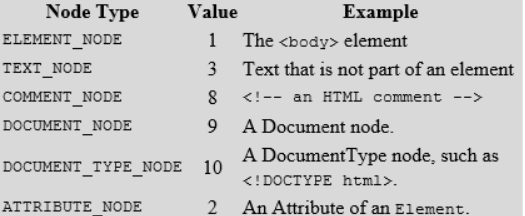 Node Type Value Example
ELEMENT_NODE 1 The <body> element
TEXT_NODE 3 Text that is not part of an element
COMMENT_NODE 8 <!-- an HTML comment -->
DOCUMENT_NODE 9 A Document node.
DOCUMENT_TYPE_NODE 10 A DocumentType node, such as
<!DOCTYPE html>.
ATTRIBUTE_NODE 2 An Attribute of an Element.